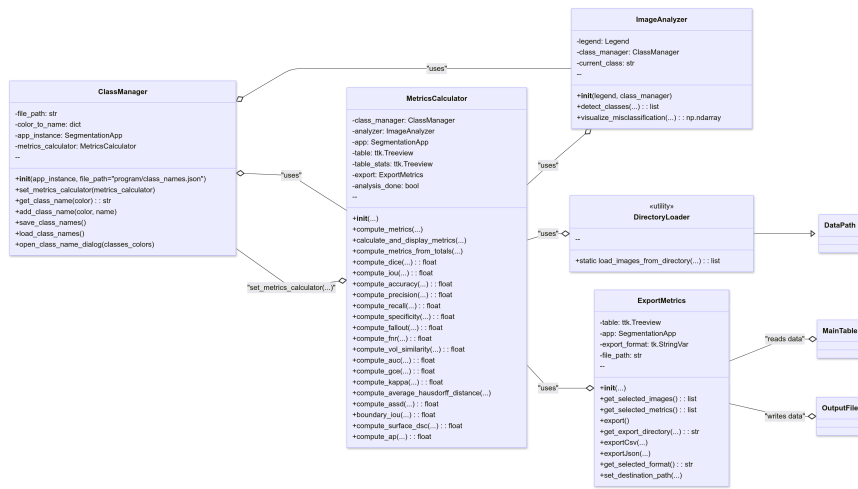 ImageAnalyzer
-legend: Legend
-class_manager: ClassManager
-current_class: str
--
+init(legend, class_manager)
+detect_classes(...) : : list
+visualize_misclassification(...) : : np.ndarray
"uses"
ClassManager
-file_path: str
-color_to_name: dict
-app_instance: SegmentationApp
-metrics_calculator: MetricsCalculator
--
+init(app_instance, file_path="program/class_names.json")
+set_metrics_calculator(metrics_calculator)
+get_class_name(color) : : str
+add_class_name(color, name)
+save_class_names()
+load_class_names()
+open_class_name_dialog(classes_colors)
"uses"
"set_metrics_calculator(...)"
MetricsCalculator
-class_manager: ClassManager
-analyzer: ImageAnalyzer
-app: SegmentationApp
-table: ttk.Treeview
-table_stats: ttk.Treeview
-export: ExportMetrics
-analysis_done: bool
--
+init(...)
+compute_metrics(...)
+calculate_and_display_metrics(...)
+compute_metrics_from_totals(...)
+compute_dice(...) : : float
+compute_iou(...) : : float
+compute_accuracy(...) : : float
+compute_precision(...) : : float
+compute_recall(...) : : float
+compute_specificity(...) : : float
+compute_fallout(...) : : float
+compute_fnr(...) : : float
+compute_vol_similarity(...) : : float
+compute_auc(...) : : float
+compute_gce(...) : : float
+compute_kappa(...) : : float
+compute_average_hausdorff_distance(...)
+compute_assd(...) : : float
+boundary_iou(...) : : float
+compute_surface_dsc(...) : : float
+compute_ap(...) : : float
"uses"
"uses"
"uses"
«utility»
DirectoryLoader
--
+static load_images_from_directory(...) : : list
DataPath
ExportMetrics
-table: ttk.Treeview
-app: SegmentationApp
-export_format: tk.StringVar
-file_path: str
--
+init(...)
+get_selected_images() : : list
+get_selected_metrics() : : list
+export()
+get_export_directory(...) : : str
+exportCsv(...)
+exportJson(...)
+get_selected_format() : : str
+set_destination_path(...)
"reads data"
MainTable
"writes data"
OutputFile